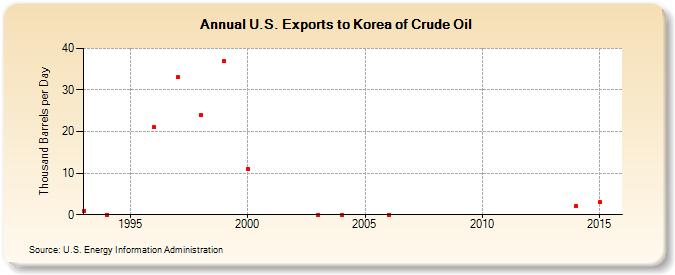 Annual U.S. Exports to Korea of Crude Oil
Thousand Barrels per Day
40
30
20
10
0
1995 2000 2005 2010 2015
Source: U.S. Energy Information Administration